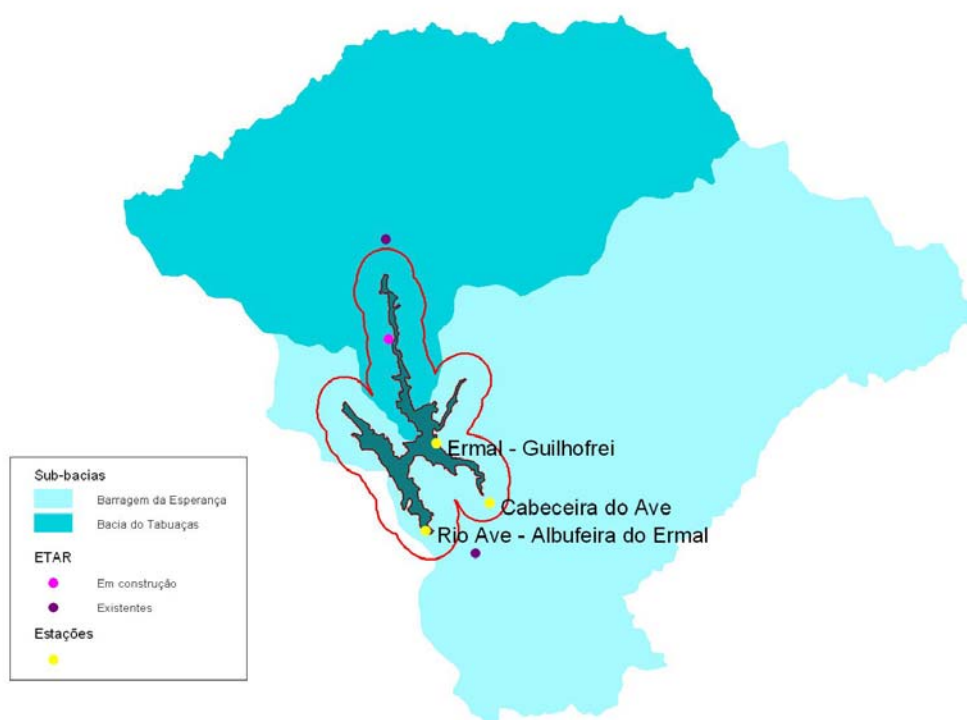 Ermal - Guilhofrei
Cabeceira do Ave
Rio Ave - Albufeira do Ermal
Sub-bacias
Barragem da Esperança
Bacia do Tabuaças
ETAR
Em construção
Existentes
Estações